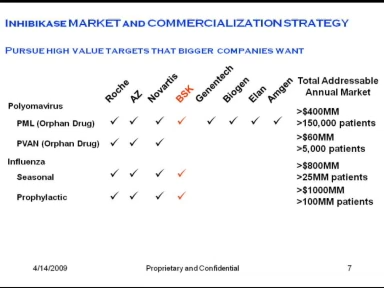 INHIBIKASE MARKET AND COMMERCIALIZATION STRATEGY
PURSUE HIGH VALUE TARGETS THAT BIGGER COMPANIES WANT
Roche AZ Novartis BSK Genentech Biogen Elan Amgen Total Addressable
Annual Market
Polyomavirus
PML (Orphan Drug) ✓ ✓ ✓ ✓ ✓ ✓ ✓ ✓ >$400MM
>150,000 patients
PVAN (Orphan Drug) ✓ ✓ ✓ >$60MM
>5,000 patients
Influenza
Seasonal ✓ ✓ ✓ ✓ >$800MM
>25MM patients
Prophylactic ✓ ✓ ✓ ✓ >$1000MM
>100MM patients
4/14/2009 Proprietary and Confidential 7